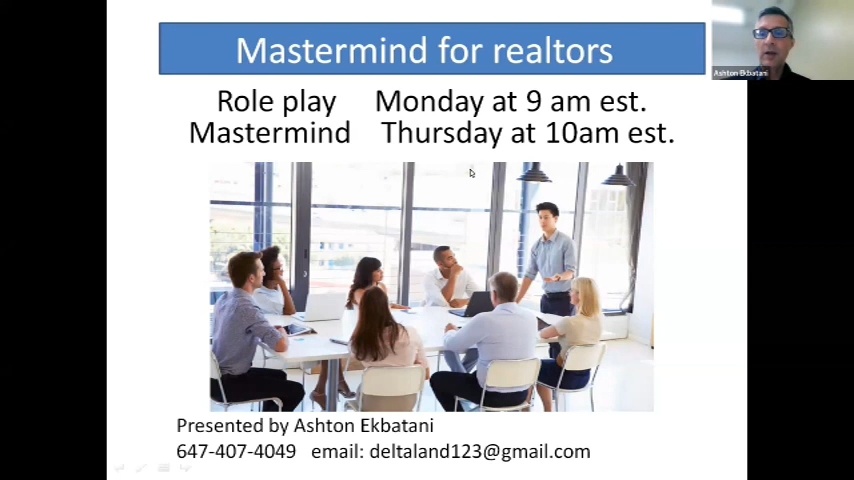 Mastermind for realtors
Ashton Ekbatani
Role play Monday at 9 am est.
Mastermind Thursday at 10am est.
Presented by Ashton Ekbatani
647-407-4049 email: deltaland123@gmail.com